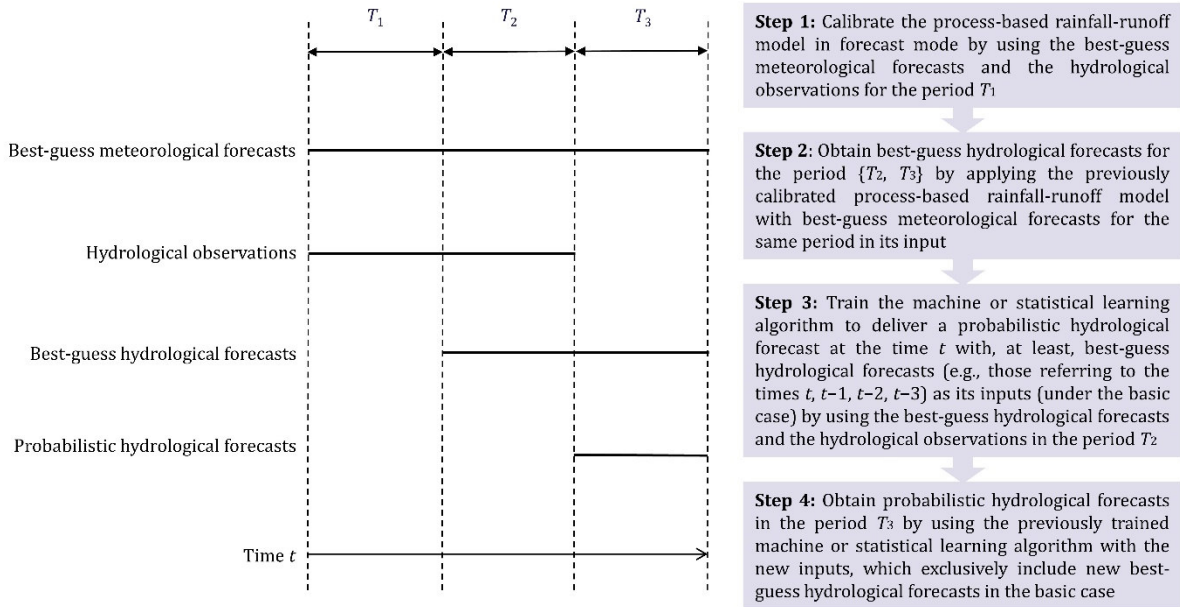 T1
T2
T3
Best-guess meteorological forecasts
Hydrological observations
Best-guess hydrological forecasts
Probabilistic hydrological forecasts
Time t
Step 1: Calibrate the process-based rainfall-runoff
model in forecast mode by using the best-guess
meteorological forecasts and the hydrological
observations for the period T1
Step 2: Obtain best-guess hydrological forecasts for
the period {T2, T3} by applying the previously
calibrated process-based rainfall-runoff model
with best-guess meteorological forecasts for the
same period in its input
Step 3: Train the machine or statistical learning
algorithm to deliver a probabilistic hydrological
forecast at the time t with, at least, best-guess
hydrological forecasts (e.g., those referring to the
times t, t−1, t−2, t−3) as its inputs (under the basic
case) by using the best-guess hydrological forecasts
and the hydrological observations in the period T2
Step 4: Obtain probabilistic hydrological forecasts
in the period T3 by using the previously trained
machine or statistical learning algorithm with the
new inputs, which exclusively include new best-
guess hydrological forecasts in the basic case